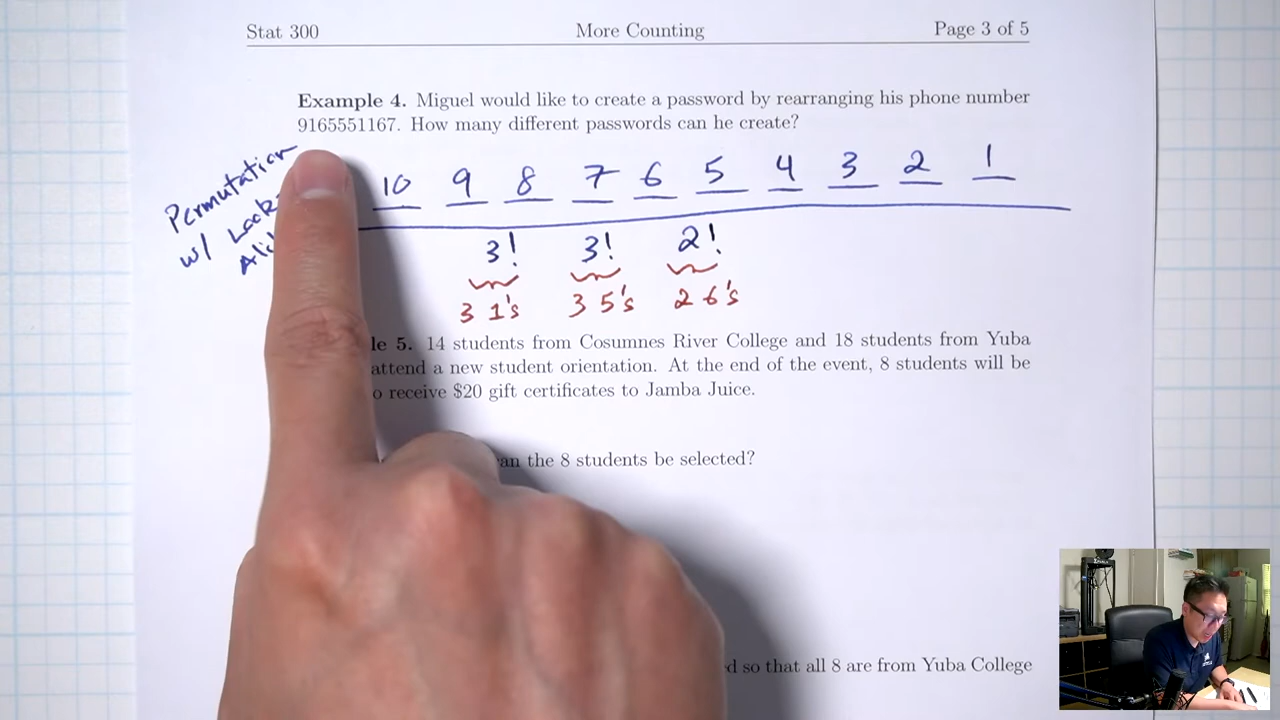 Stat 300 More Counting Page 3 of 5
Example 4. Miguel would like to create a password by rearranging his phone number
9165551167. How many different passwords can he create?
Permutation
w/ Look
10 9 8 7 6 5 4 3 2 1
3! 3! 2!
3 1's 3 5's 2 6's
5. 14 students from Cosumnes River College and 18 students from Yuba
attend a new student orientation. At the end of the event, 8 students will be
receive $20 gift certificates to Jamba Juice.
the 8 students be selected?
so that all 8 are from Yuba College